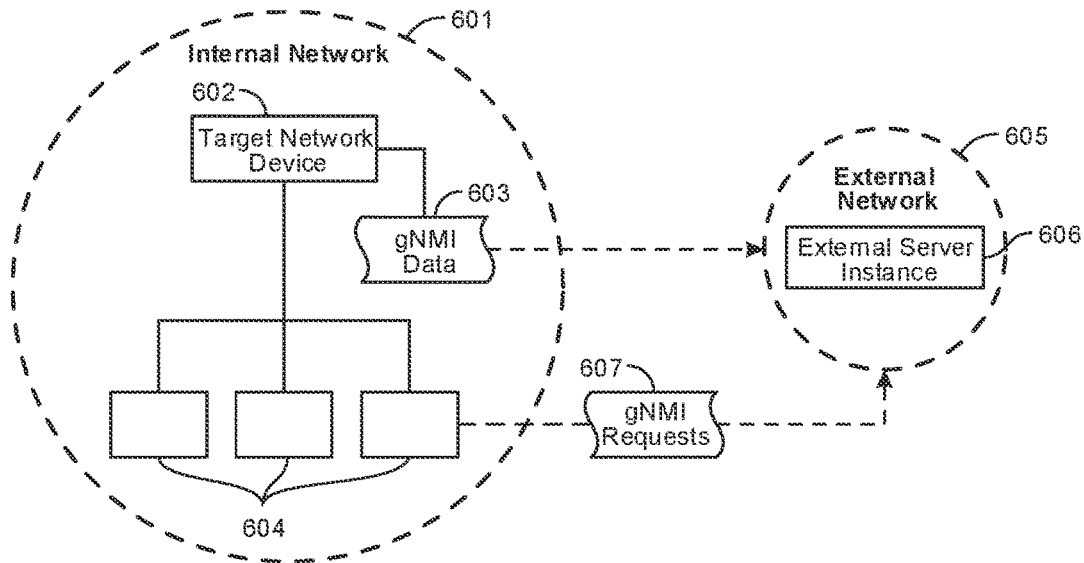 601
Internal Network
602
Target Network
Device
603
gNMI
Data
605
External
Network
606
External Server
Instance
607
gNMI
Requests
604